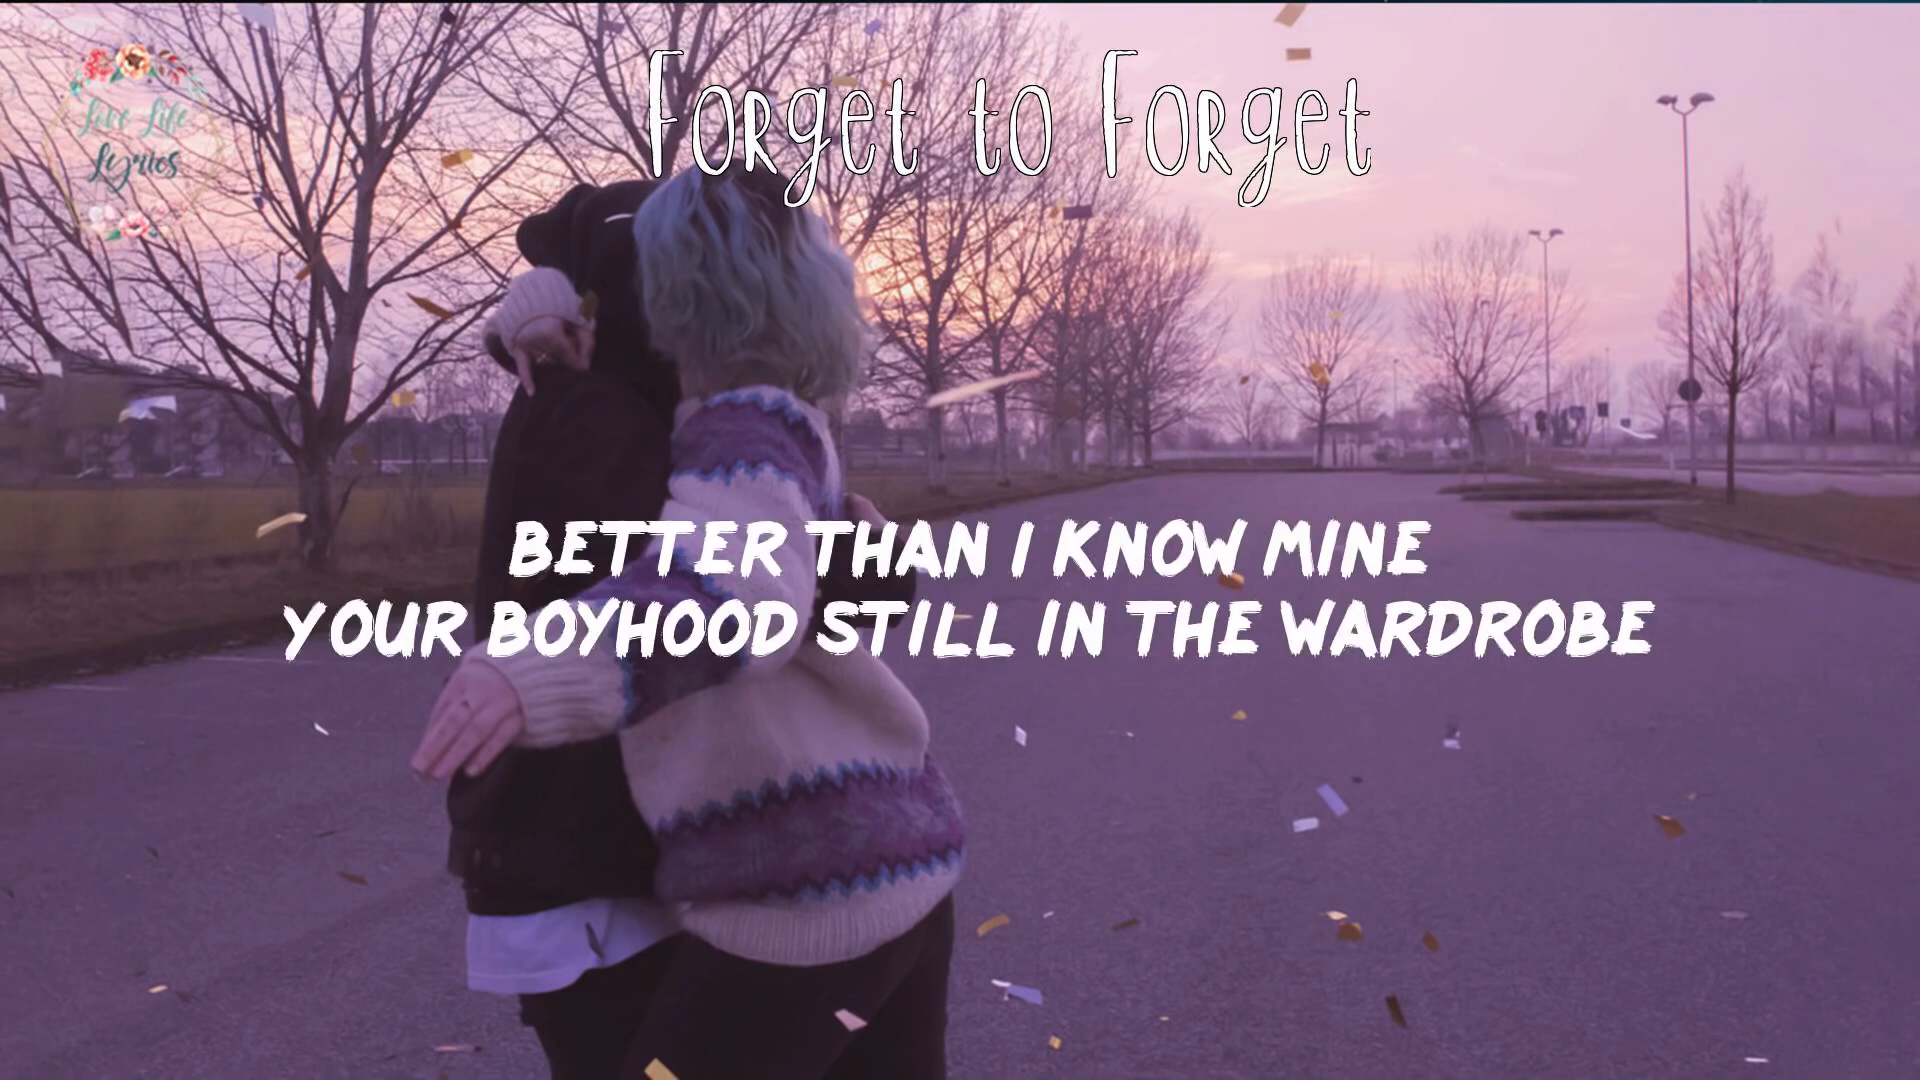 Love Life
Lyrics
Forget to Forget
BETTER THAN I KNOW MINE
YOUR BOYHOOD STILL IN THE WARDROBE